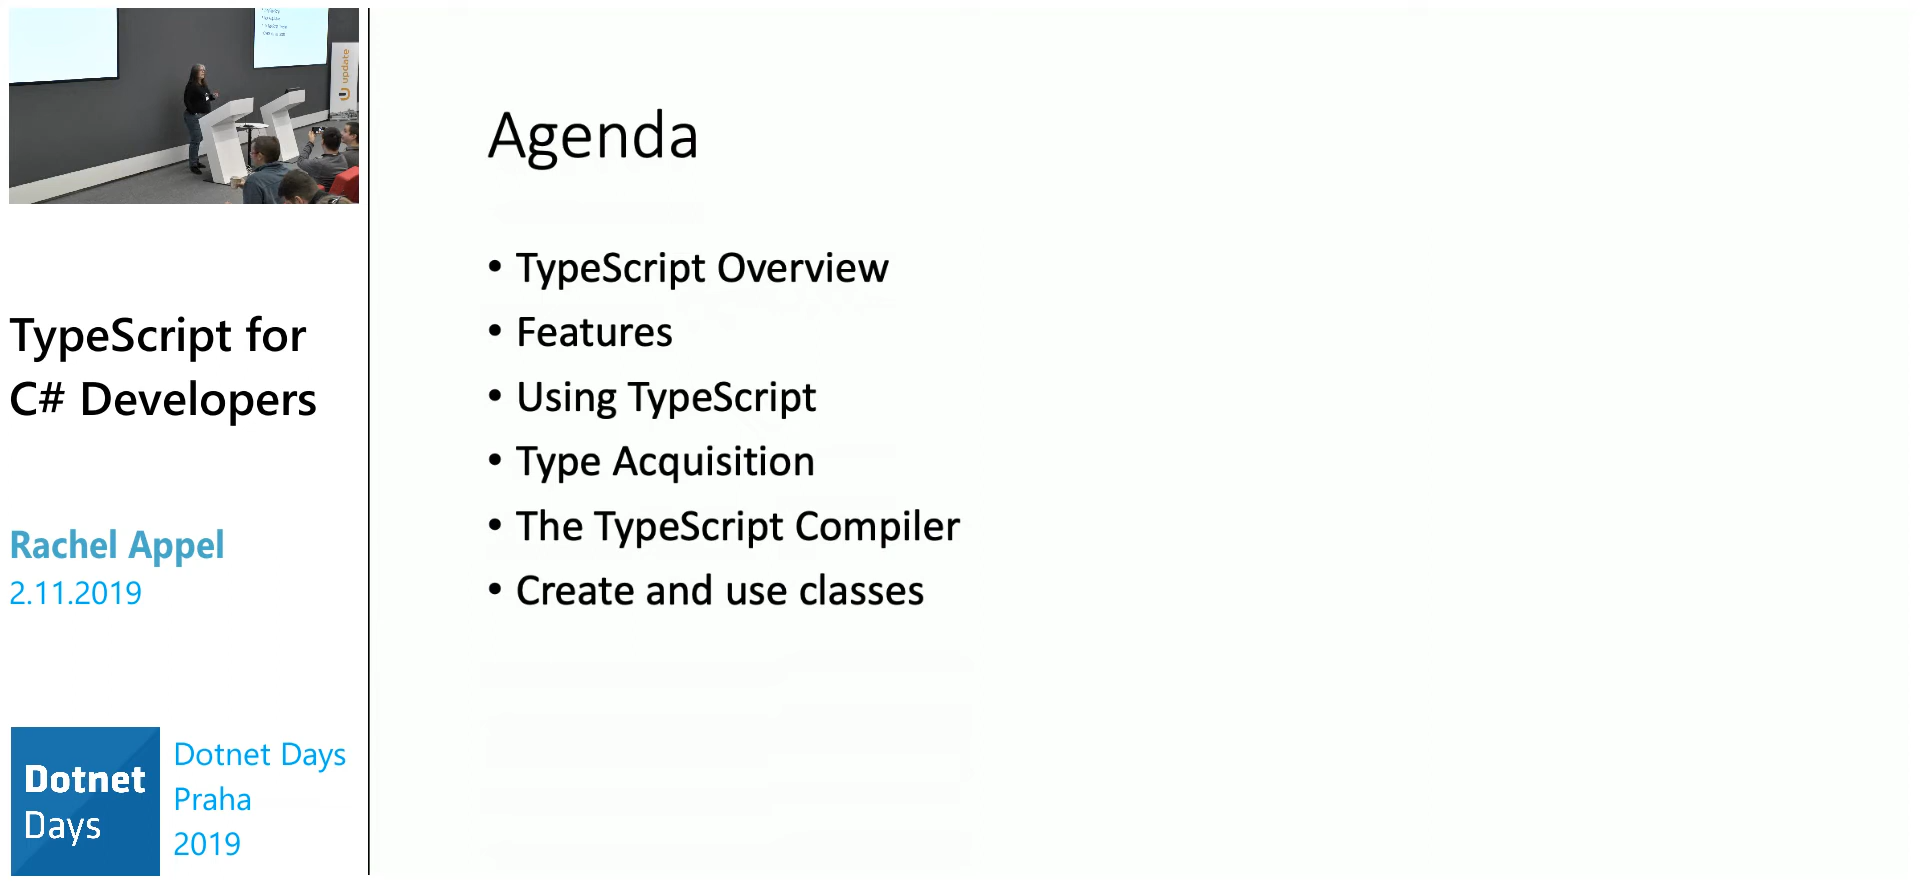 update
TypeScript for
C# Developers
Rachel Appel
2.11.2019
Dotnet
Days
Dotnet Days
Praha
2019
Agenda
• TypeScript Overview
• Features
• Using TypeScript
• Type Acquisition
• The TypeScript Compiler
• Create and use classes